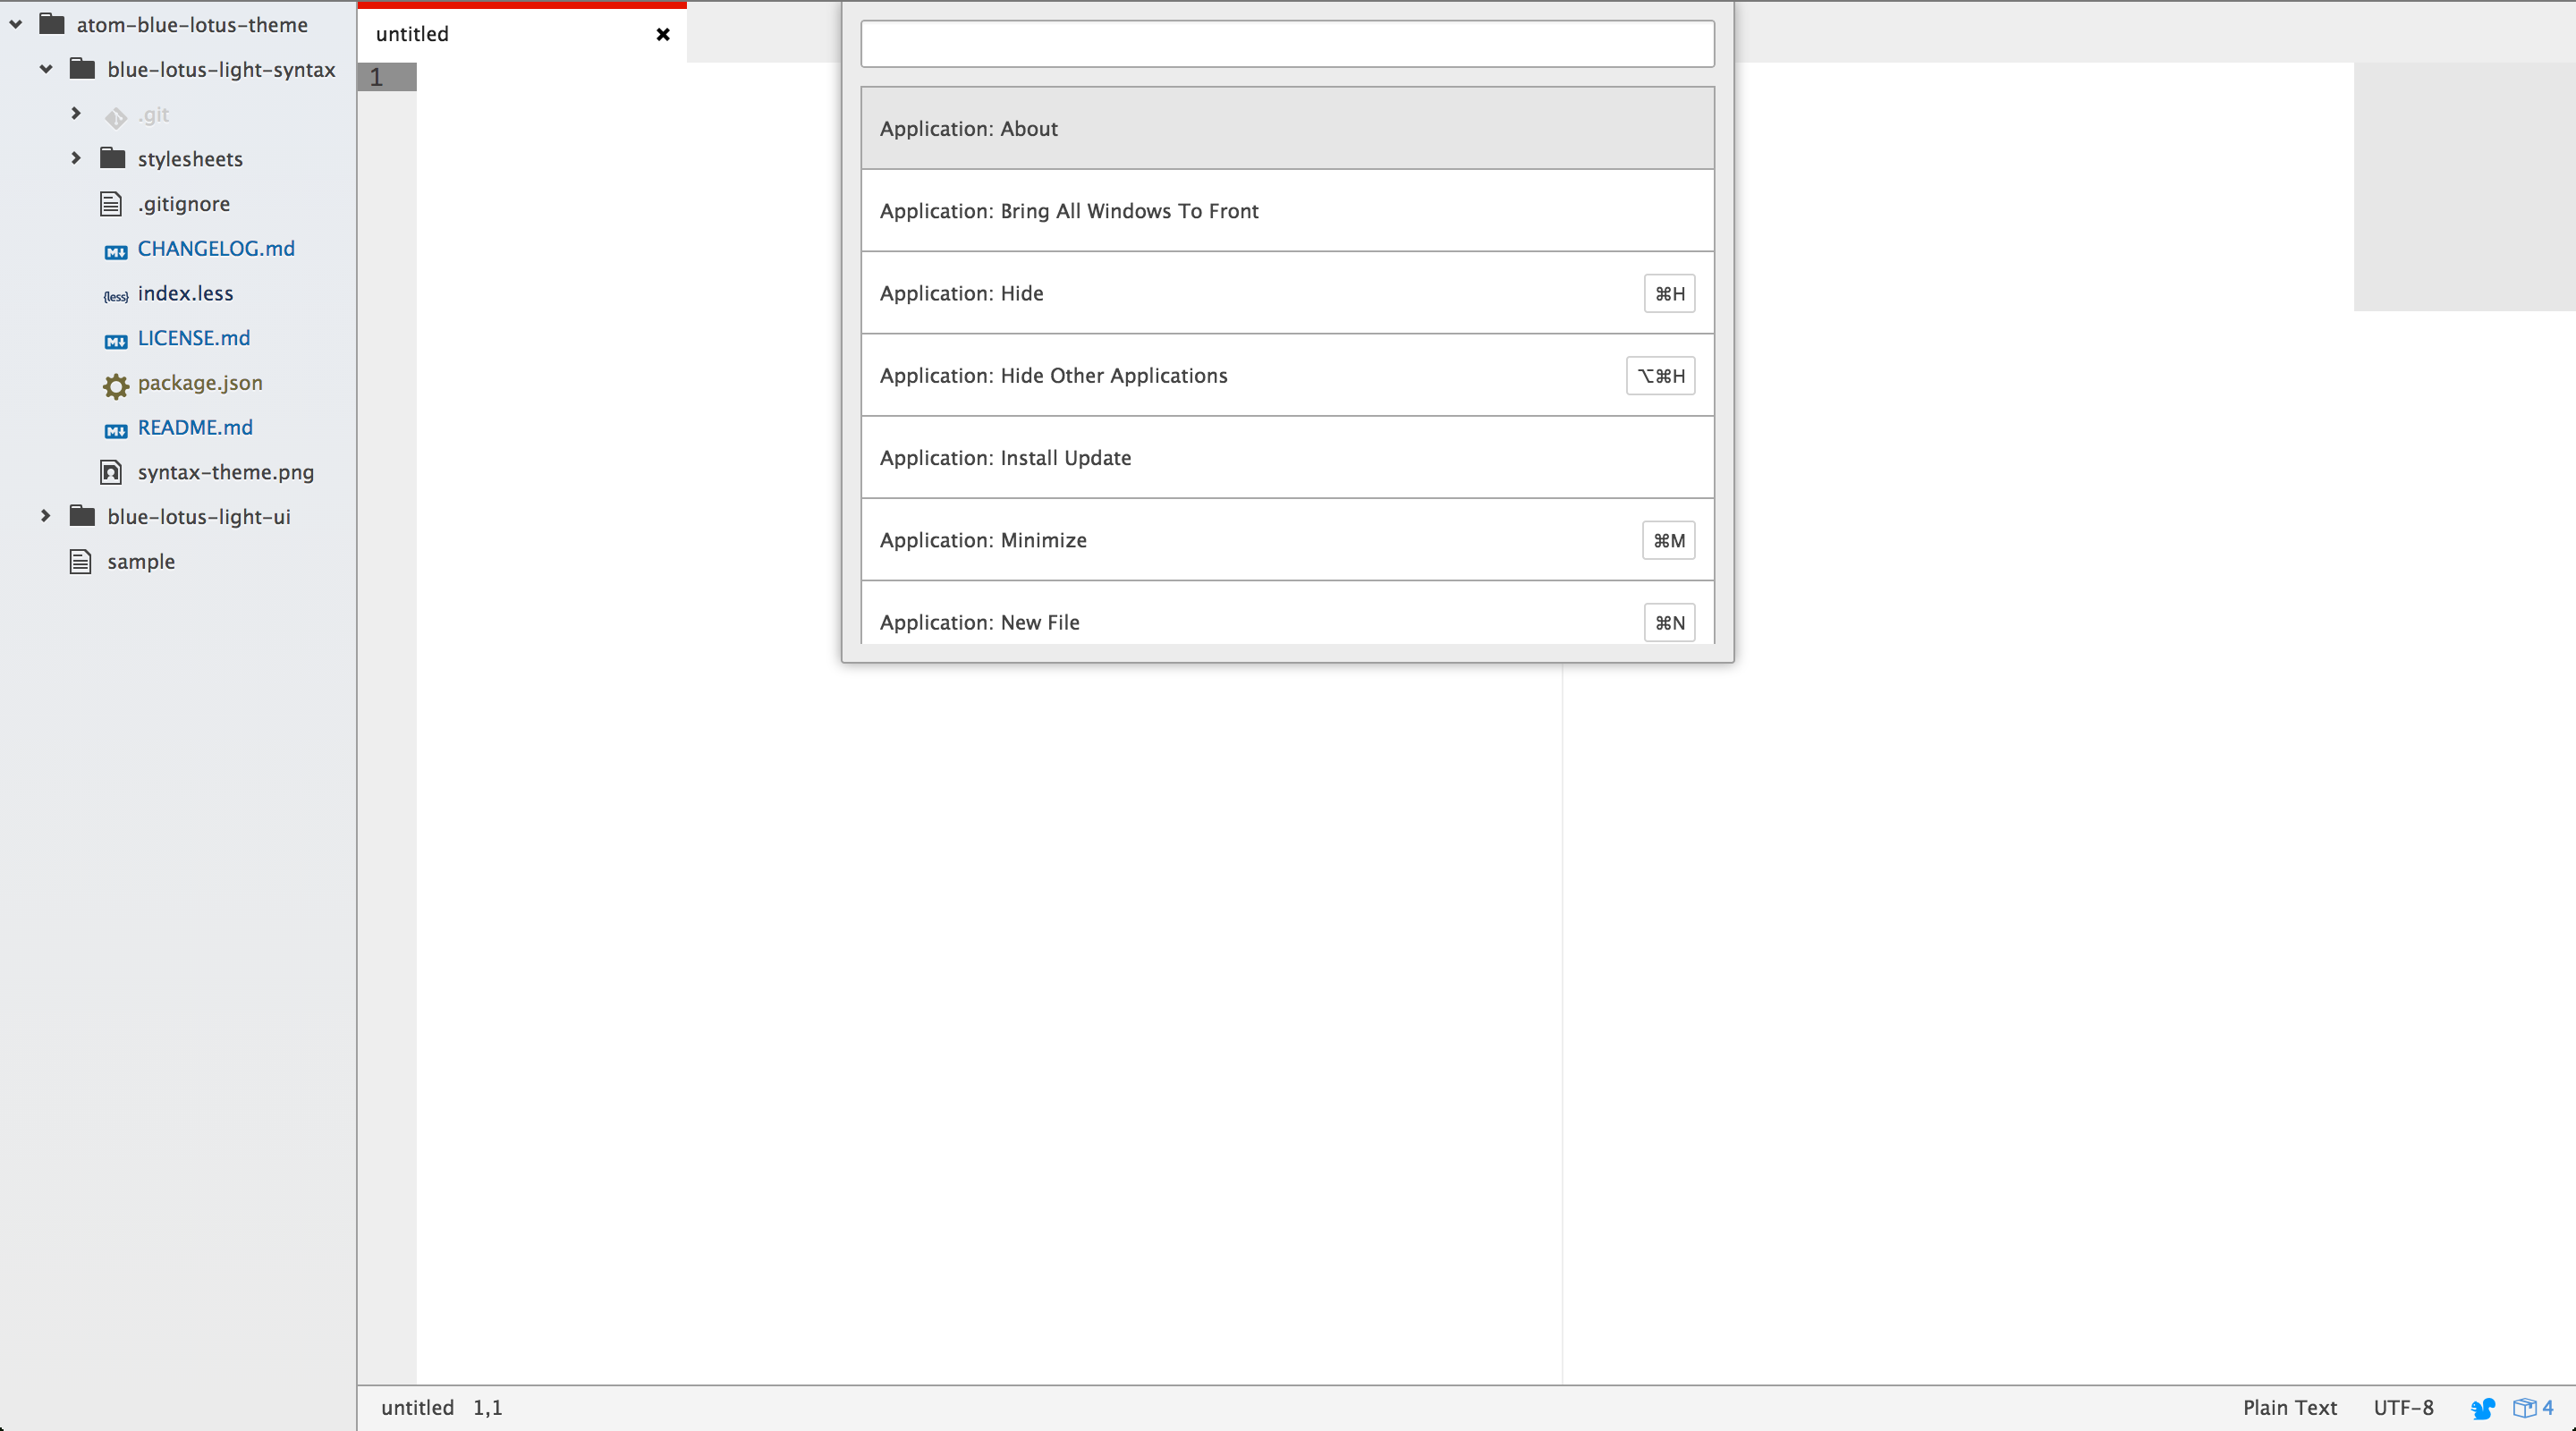 atom-blue-lotus-theme
blue-lotus-light-syntax
.git
stylesheets
.gitignore
CHANGELOG.md
{less} index.less
LICENSE.md
package.json
README.md
syntax-theme.png
blue-lotus-light-ui
sample
untitled
1
Application: About
Application: Bring All Windows To Front
Application: Hide ⌘H
Application: Hide Other Applications ⌥⌘H
Application: Install Update
Application: Minimize ⌘M
Application: New File ⌘N
untitled 1,1
Plain Text UTF-8 4